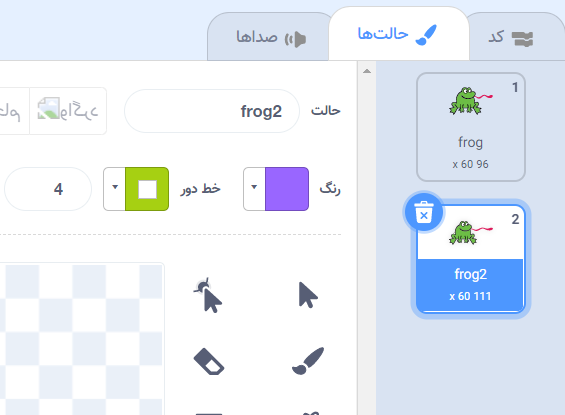 کد
حالت‌ها
صداها
1
frog
96 x 60
2
frog2
111 x 60
حالت
frog2
رنگ
خط دور
4